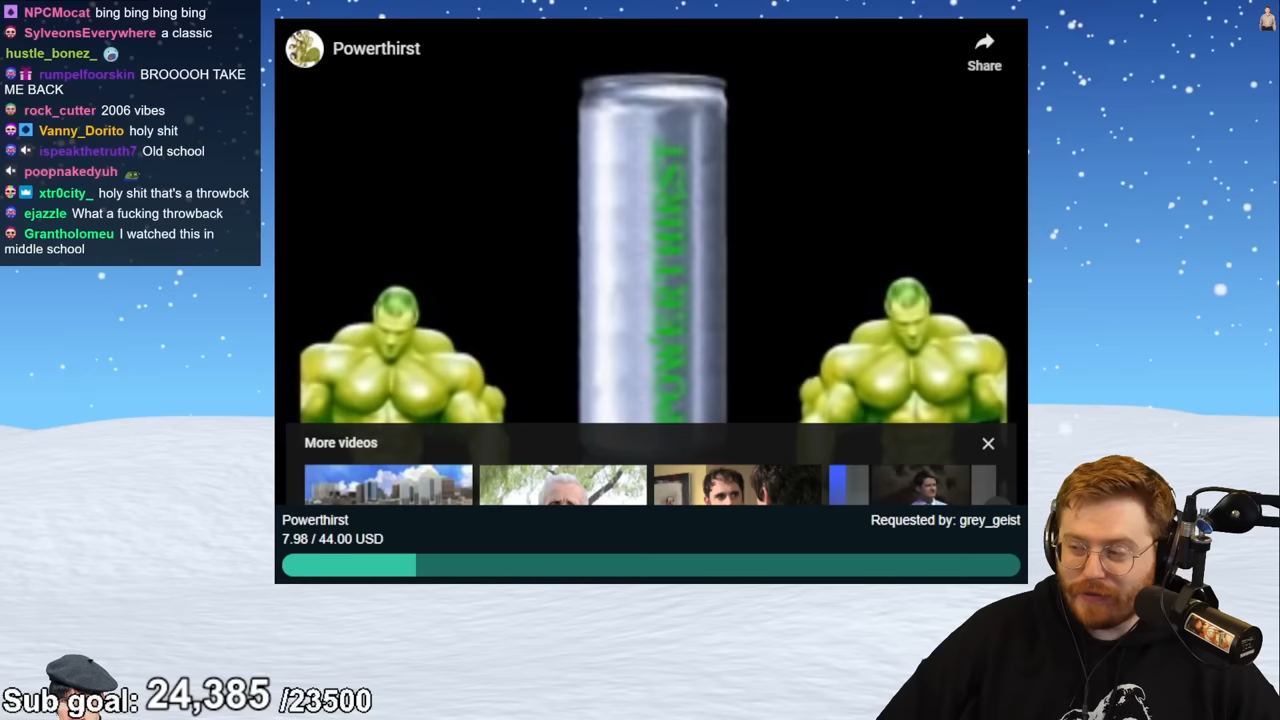 NPCMocat bing bing bing bing
SylveonsEverywhere a classic
hustle_bonez_
rumpelfoorskin BROOOOH TAKE
ME BACK
rock_cutter 2006 vibes
Vanny_Dorito holy shit
ispeakthetruth7 Old school
poopnakedyuh
xtr0city_ holy shit that's a throwbck
ejazzle What a fucking throwback
Grantholomeu I watched this in
middle school
Powerthirst
Share
POWERTHIRST
More videos
Powerthirst
Requested by: grey_geist
7.98 / 44.00 USD
Sub goal: 24,385 /23500